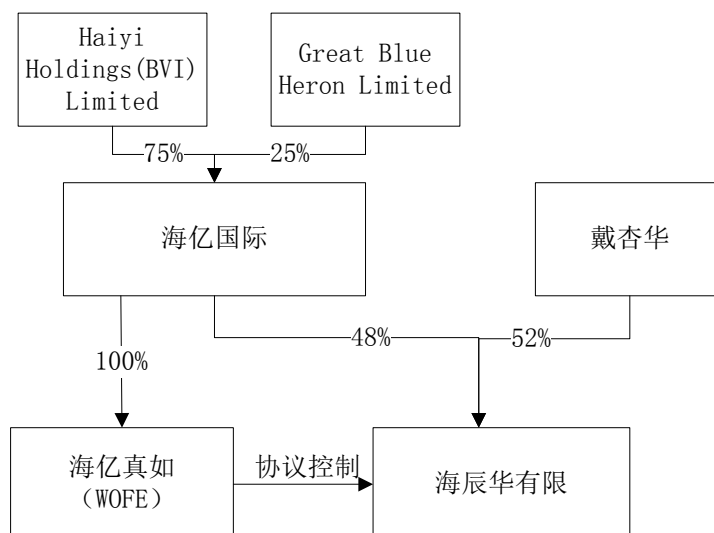 Haiyi
Holdings(BVI)
Limited
Great Blue
Heron Limited
75%
25%
海亿国际
戴杏华
100%
48%
52%
海亿真如
（WOFE）
协议控制
海辰华有限